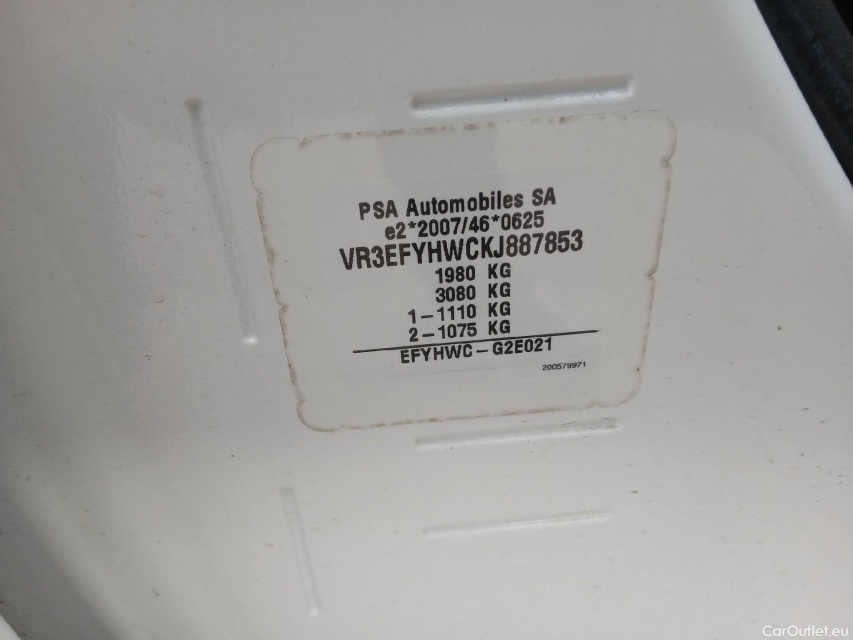 PSA Automobiles SA
e2*2007/46*0625
VR3EFYHWCKJ887853
1980 KG
3080 KG
1-1110 KG
2-1075 KG
EFYHWC-G2E021
200579971
CarOutlet.eu